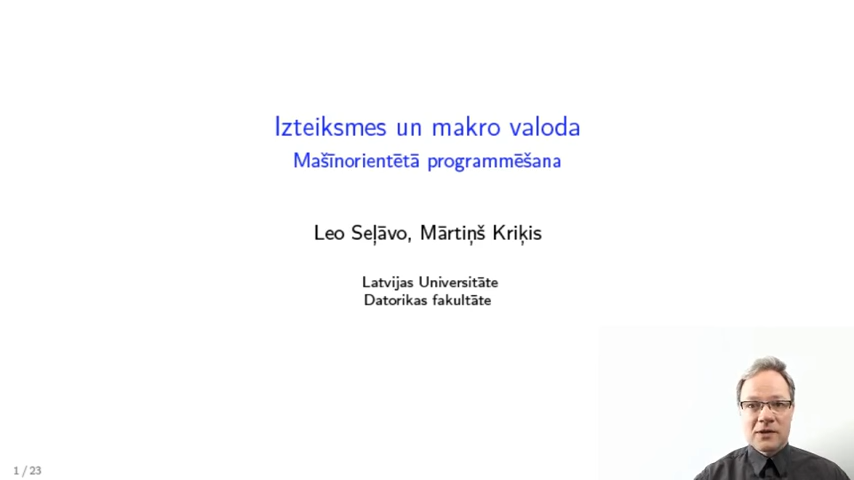 Izteiksmes un makro valoda
Mašīnorientētā programmēšana
Leo Seļāvo, Mārtiņš Kriķis
Latvijas Universitāte
Datorikas fakultāte
1 / 23